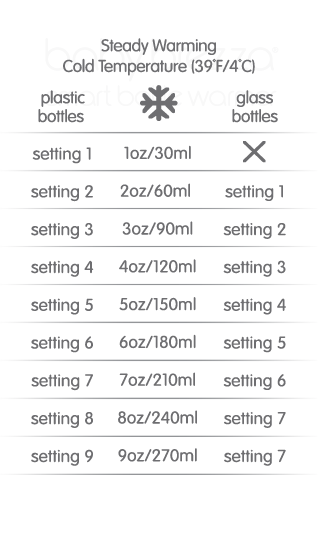 Steady Warming
Cold Temperature (39°F/4°C)
plastic bottles glass bottles
setting 1 1oz/30ml
setting 2 2oz/60ml setting 1
setting 3 3oz/90ml setting 2
setting 4 4oz/120ml setting 3
setting 5 5oz/150ml setting 4
setting 6 6oz/180ml setting 5
setting 7 7oz/210ml setting 6
setting 8 8oz/240ml setting 7
setting 9 9oz/270ml setting 7